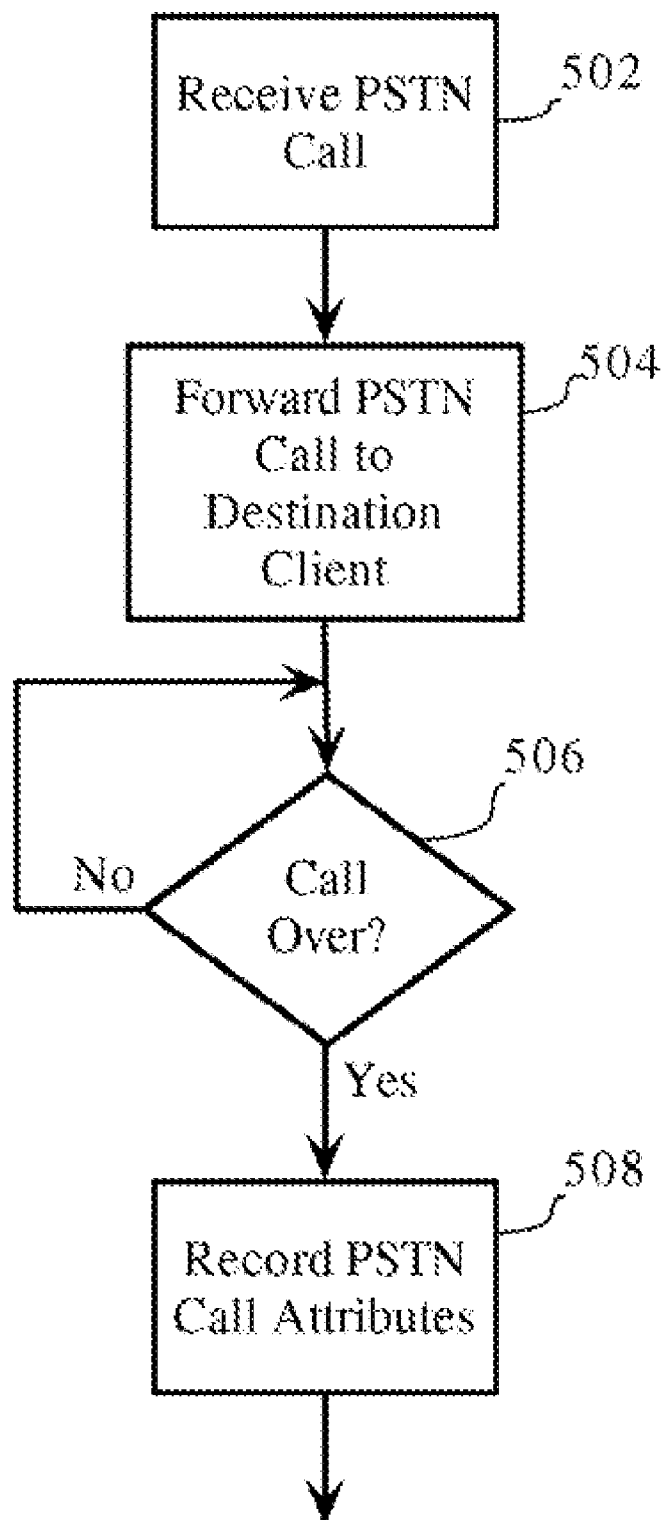 Receive PSTN
Call
502
Forward PSTN
Call to
Destination
Client
504
506
No
Call
Over?
Yes
508
Record PSTN
Call Attributes